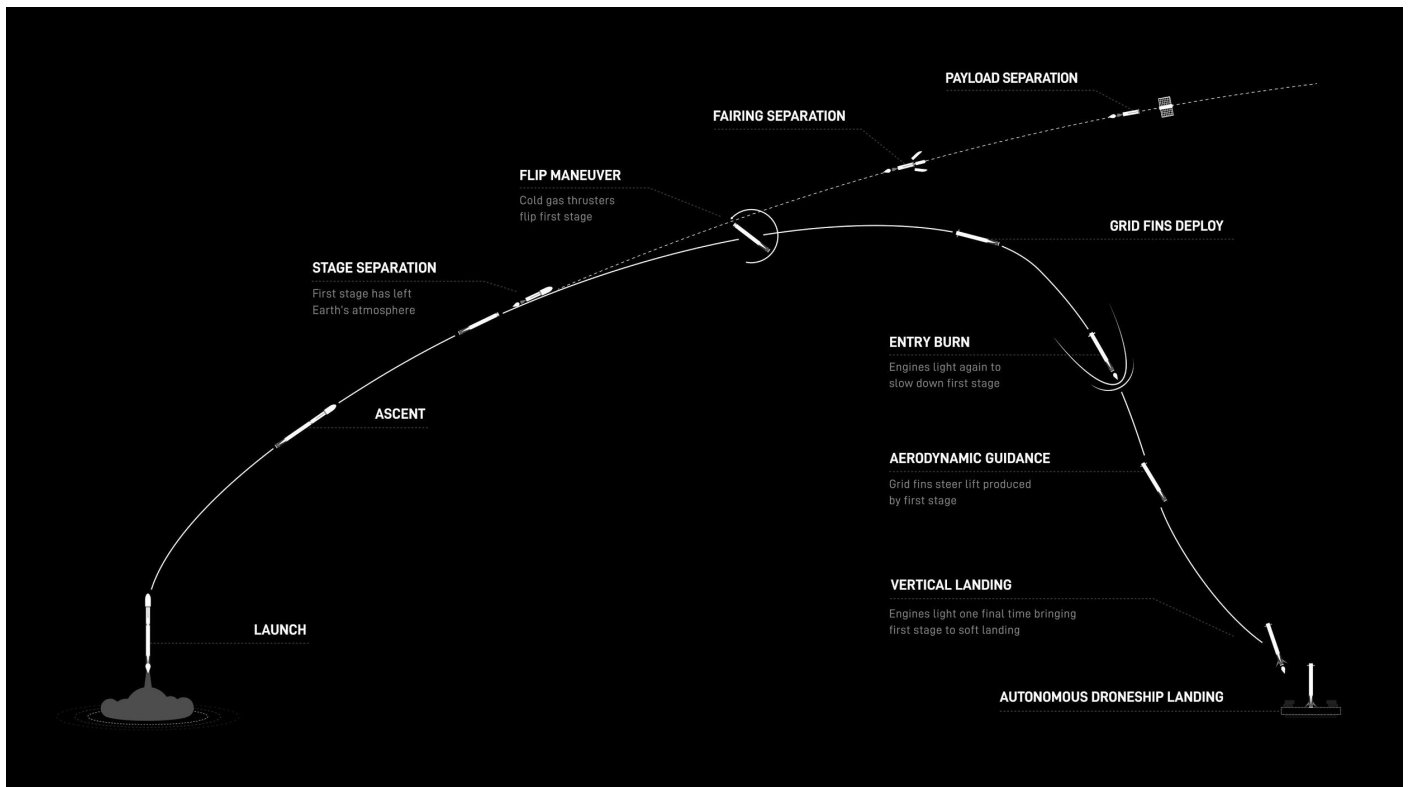 PAYLOAD SEPARATION
FAIRING SEPARATION
FLIP MANEUVER
Cold gas thrusters
flip first stage
GRID FINS DEPLOY
STAGE SEPARATION
First stage has left
Earth's atmosphere
ENTRY BURN
Engines light again to
slow down first stage
ASCENT
AERODYNAMIC GUIDANCE
Grid fins steer lift produced
by first stage
VERTICAL LANDING
Engines light one final time bringing
first stage to soft landing
LAUNCH
AUTONOMOUS DRONESHIP LANDING